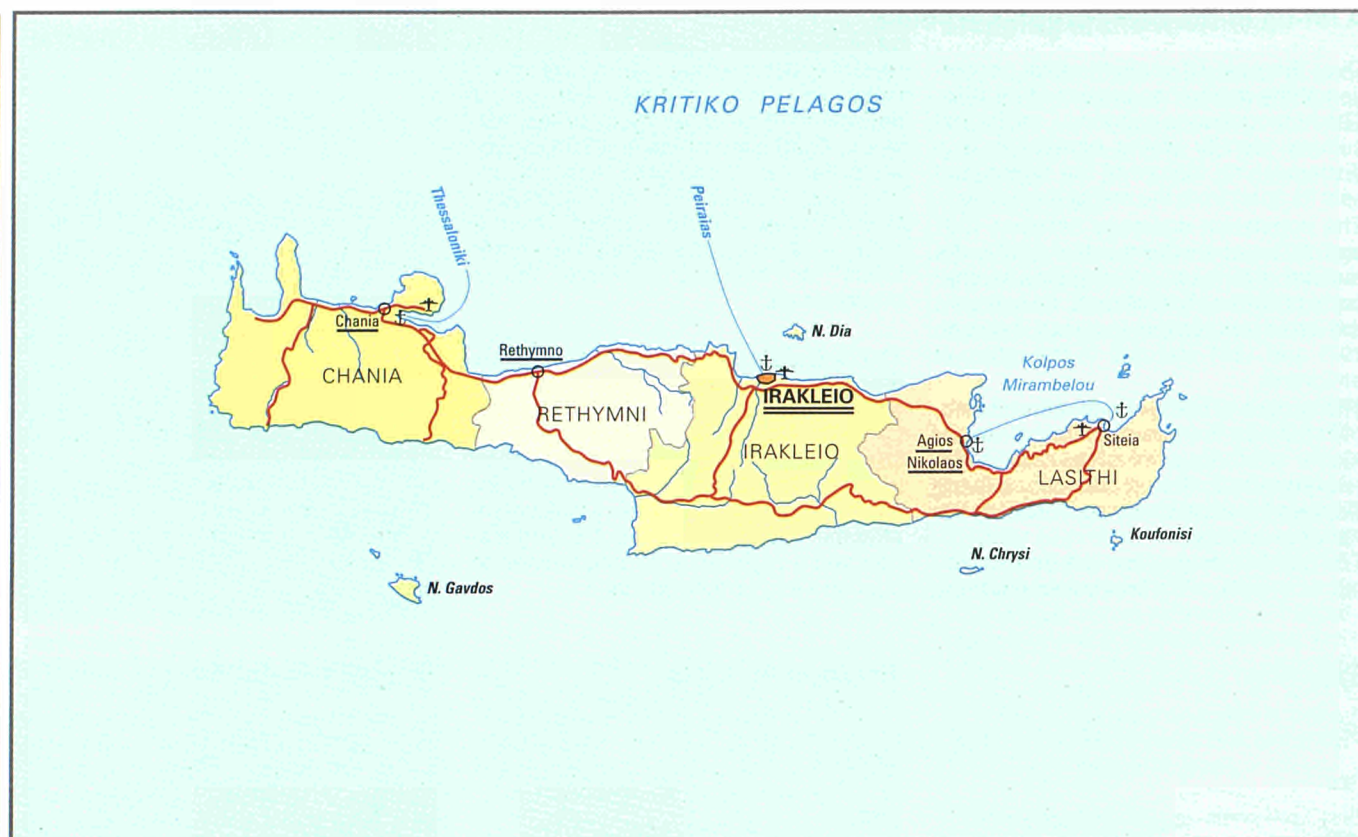 KRITIKO PELAGOS
Thessaloniki
Peiraias
N. Dia
Chania
Rethymno
Kolpos
Mirambelou
CHANIA
IRAKLEIO
RETHYMNI
IRAKLEIO
Agios
Nikolaos
Siteia
LASITHI
Koufonisi
N. Chrysi
N. Gavdos